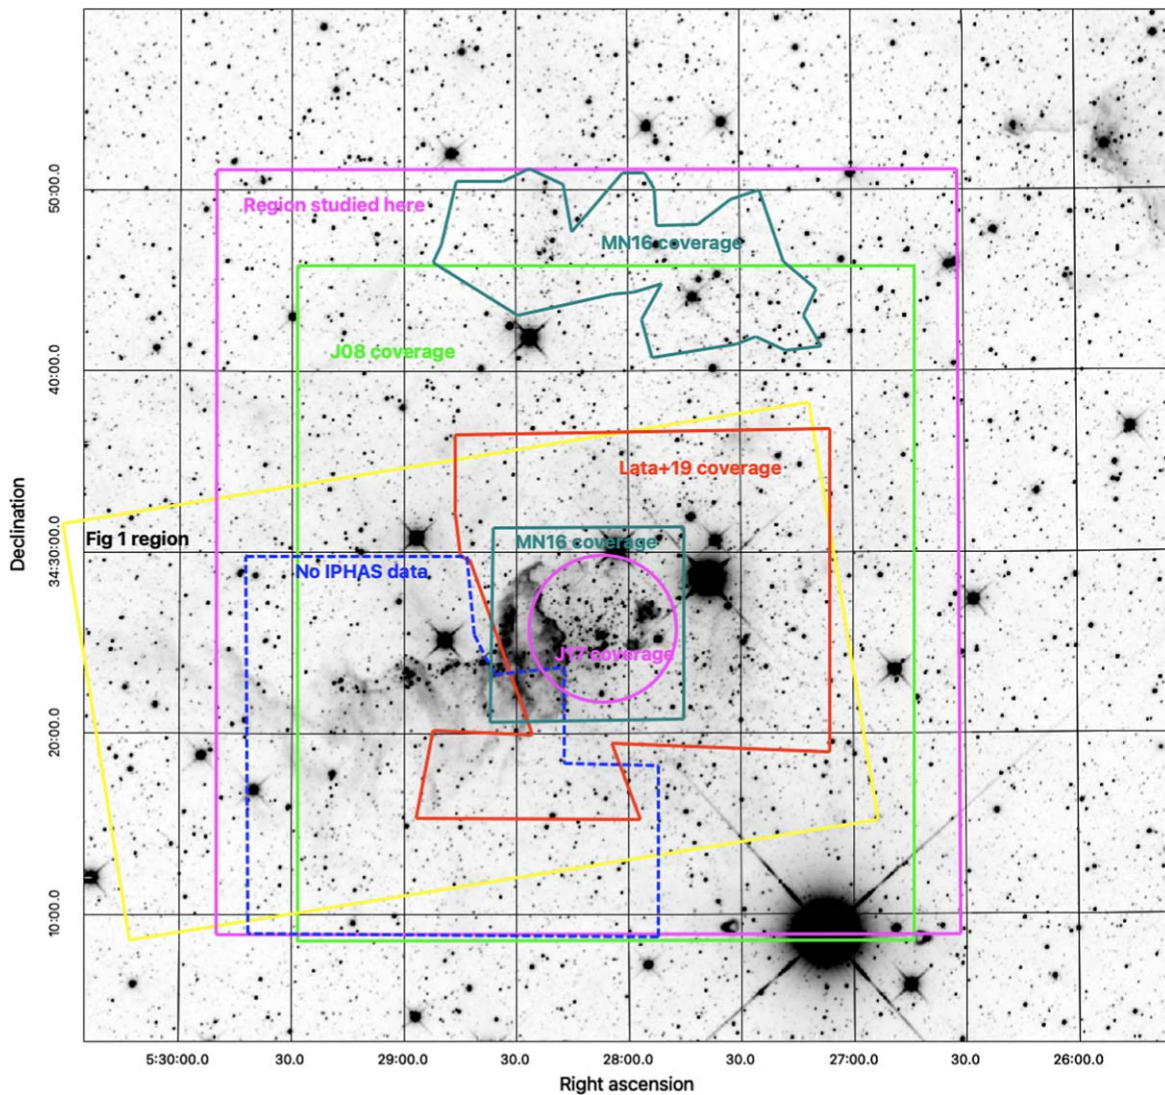 Region studied here
MN16 coverage
J08 coverage
Lata+19 coverage
Fig 1 region
MN16 coverage
No IPHAS data
J17 coverage
Declination
50:00.0
40:00.0
34:30:00.0
20:00.0
10:00.0
5:30:00.0
30.0
29:00.0
30.0
28:00.0
30.0
27:00.0
30.0
26:00.0
Right ascension